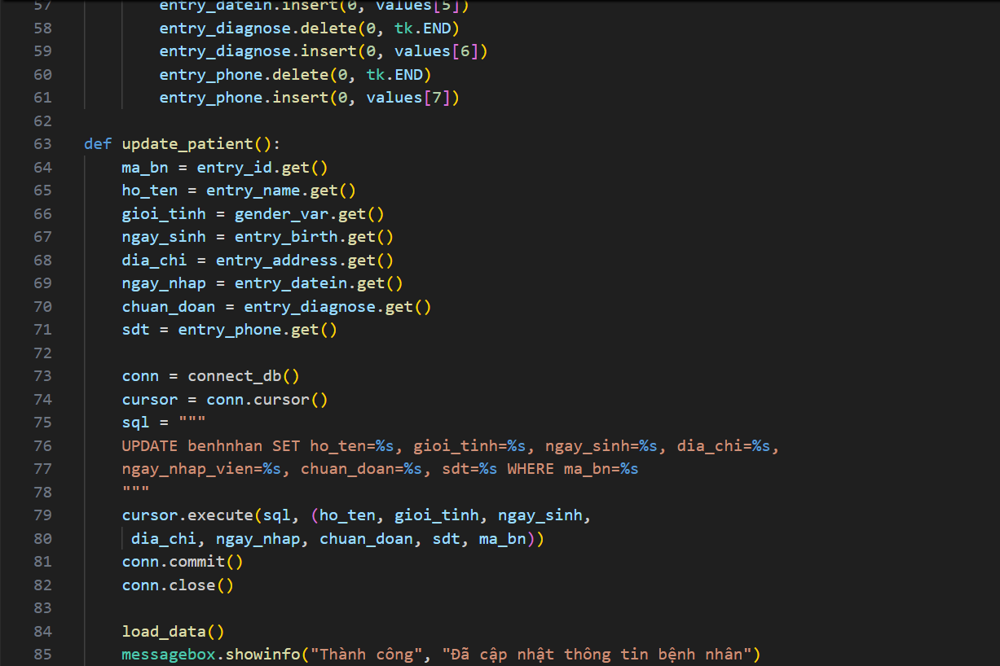 57 entry_datein.insert(0, values[5])
58 entry_diagnose.delete(0, tk.END)
59 entry_diagnose.insert(0, values[6])
60 entry_phone.delete(0, tk.END)
61 entry_phone.insert(0, values[7])
62
63 def update_patient():
64 ma_bn = entry_id.get()
65 ho_ten = entry_name.get()
66 gioi_tinh = gender_var.get()
67 ngay_sinh = entry_birth.get()
68 dia_chi = entry_address.get()
69 ngay_nhap = entry_datein.get()
70 chuan_doan = entry_diagnose.get()
71 sdt = entry_phone.get()
72
73 conn = connect_db()
74 cursor = conn.cursor()
75 sql = """
76 UPDATE benhnhan SET ho_ten=%s, gioi_tinh=%s, ngay_sinh=%s, dia_chi=%s,
77 ngay_nhap_vien=%s, chuan_doan=%s, sdt=%s WHERE ma_bn=%s
78 """
79 cursor.execute(sql, (ho_ten, gioi_tinh, ngay_sinh,
80 dia_chi, ngay_nhap, chuan_doan, sdt, ma_bn))
81 conn.commit()
82 conn.close()
83
84 load_data()
85 messagebox.showinfo("Thành công", "Đã cập nhật thông tin bệnh nhân")